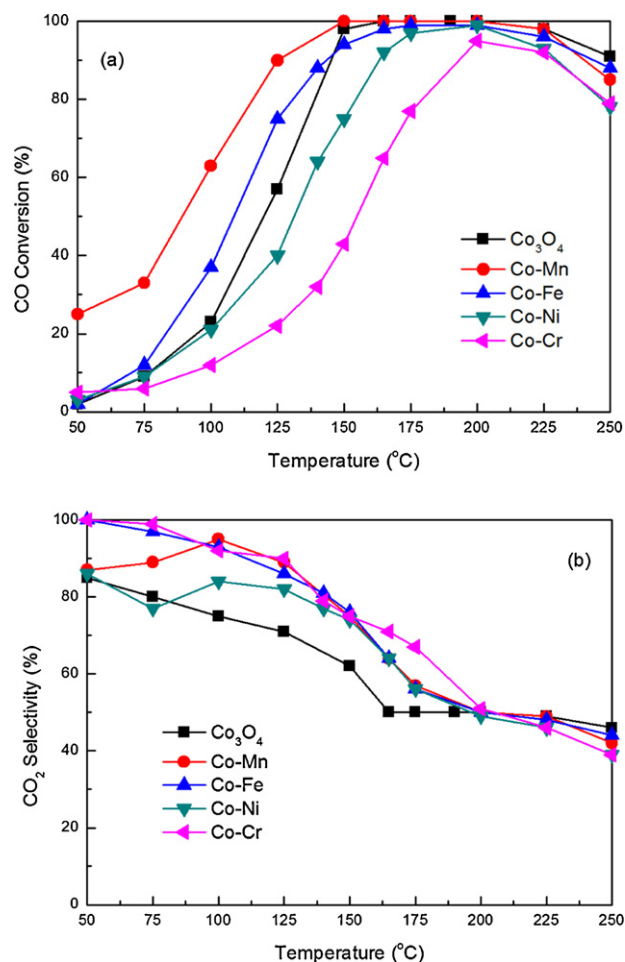 100
(a)
80
60
40
20
0
CO Conversion (%)
Co3O4
Co-Mn
Co-Fe
Co-Ni
Co-Cr
50 75 100 125 150 175 200 225 250
Temperature (°C)
100
(b)
80
60
40
20
0
CO2 Selectivity (%)
Co3O4
Co-Mn
Co-Fe
Co-Ni
Co-Cr
50 75 100 125 150 175 200 225 250
Temperature (°C)